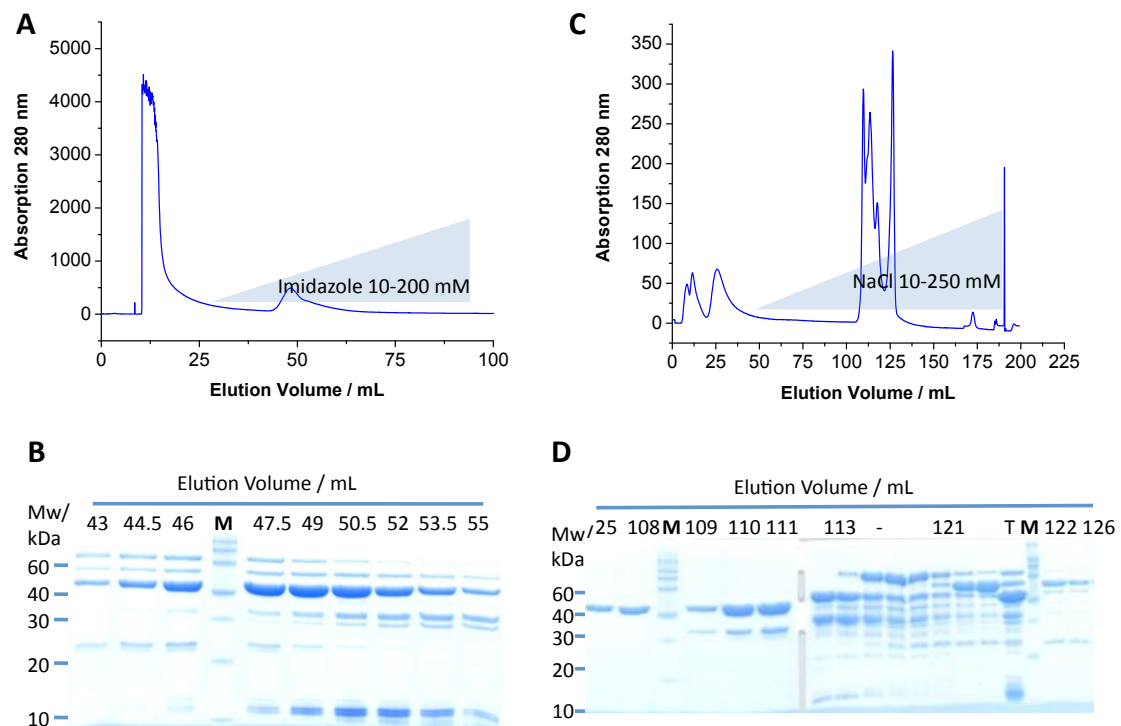 A
Absorption 280 nm
5000
4000
3000
2000
1000
0
Imidazole 10-200 mM
0 25 50 75 100
Elution Volume / mL
C
Absorption 280 nm
350
300
250
200
150
100
50
0
NaCl 10-250 mM
0 25 50 75 100 125 150 175 200 225
Elution Volume / mL
B
Elution Volume / mL
Mw/
kDa
43 44.5 46 M 47.5 49 50.5 52 53.5 55
60
40
30
20
10
D
Elution Volume / mL
Mw/
kDa
25 108 M 109 110 111 113 - 121 T M 122 126
60
40
30
20
10